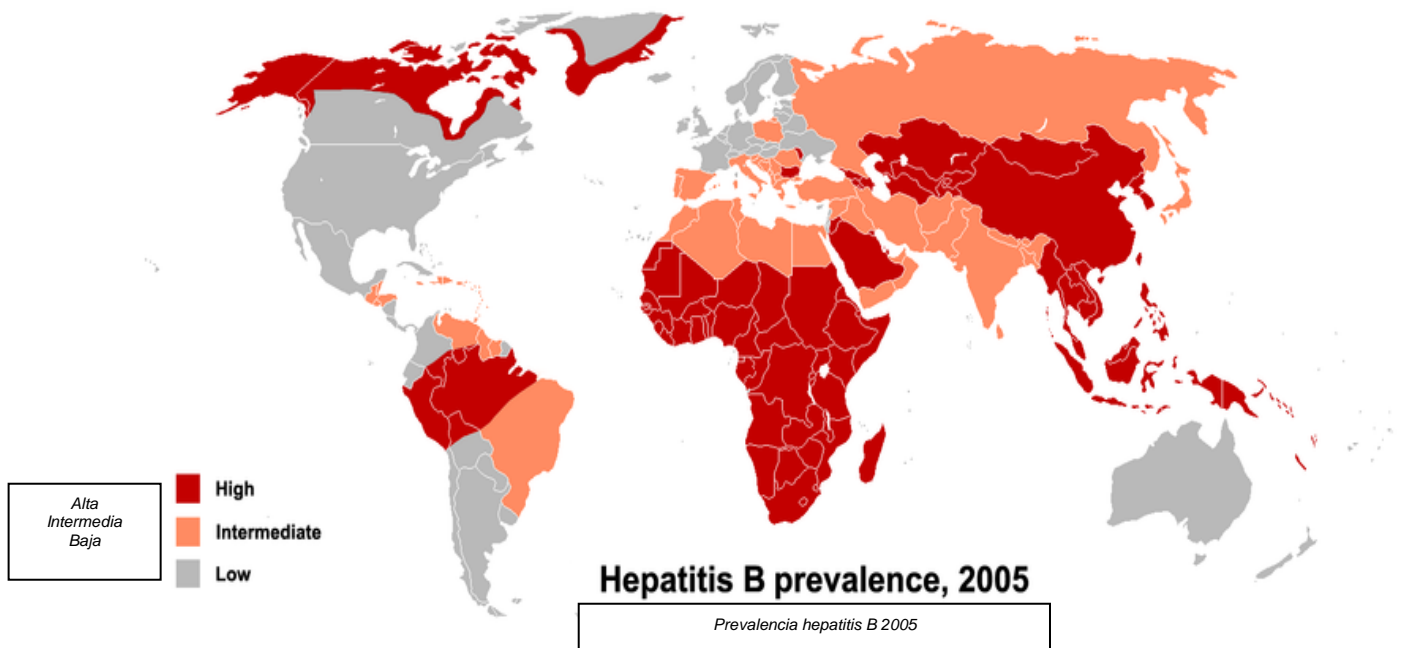 Alta
Intermedia
Baja
High
Intermediate
Low
Hepatitis B prevalence, 2005
Prevalencia hepatitis B 2005